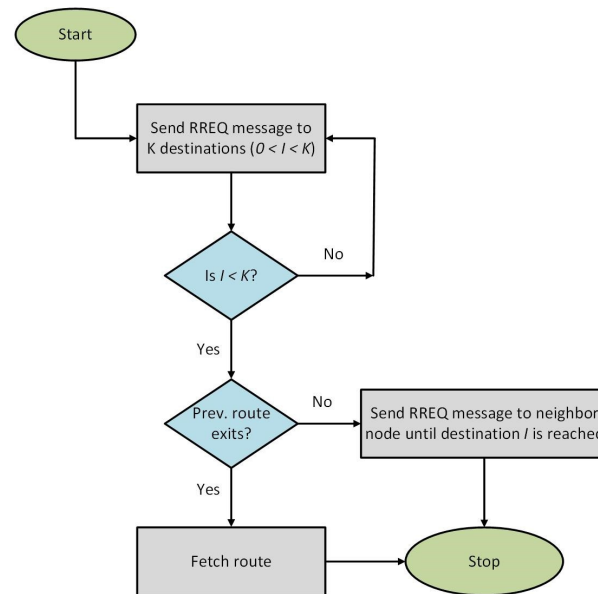 Start
Send RREQ message to
K destinations (0 < I < K)
No
Is I < K?
Yes
Prev. route
exits?
No
Send RREQ message to neighbor
node until destination I is reached
Yes
Fetch route
Stop